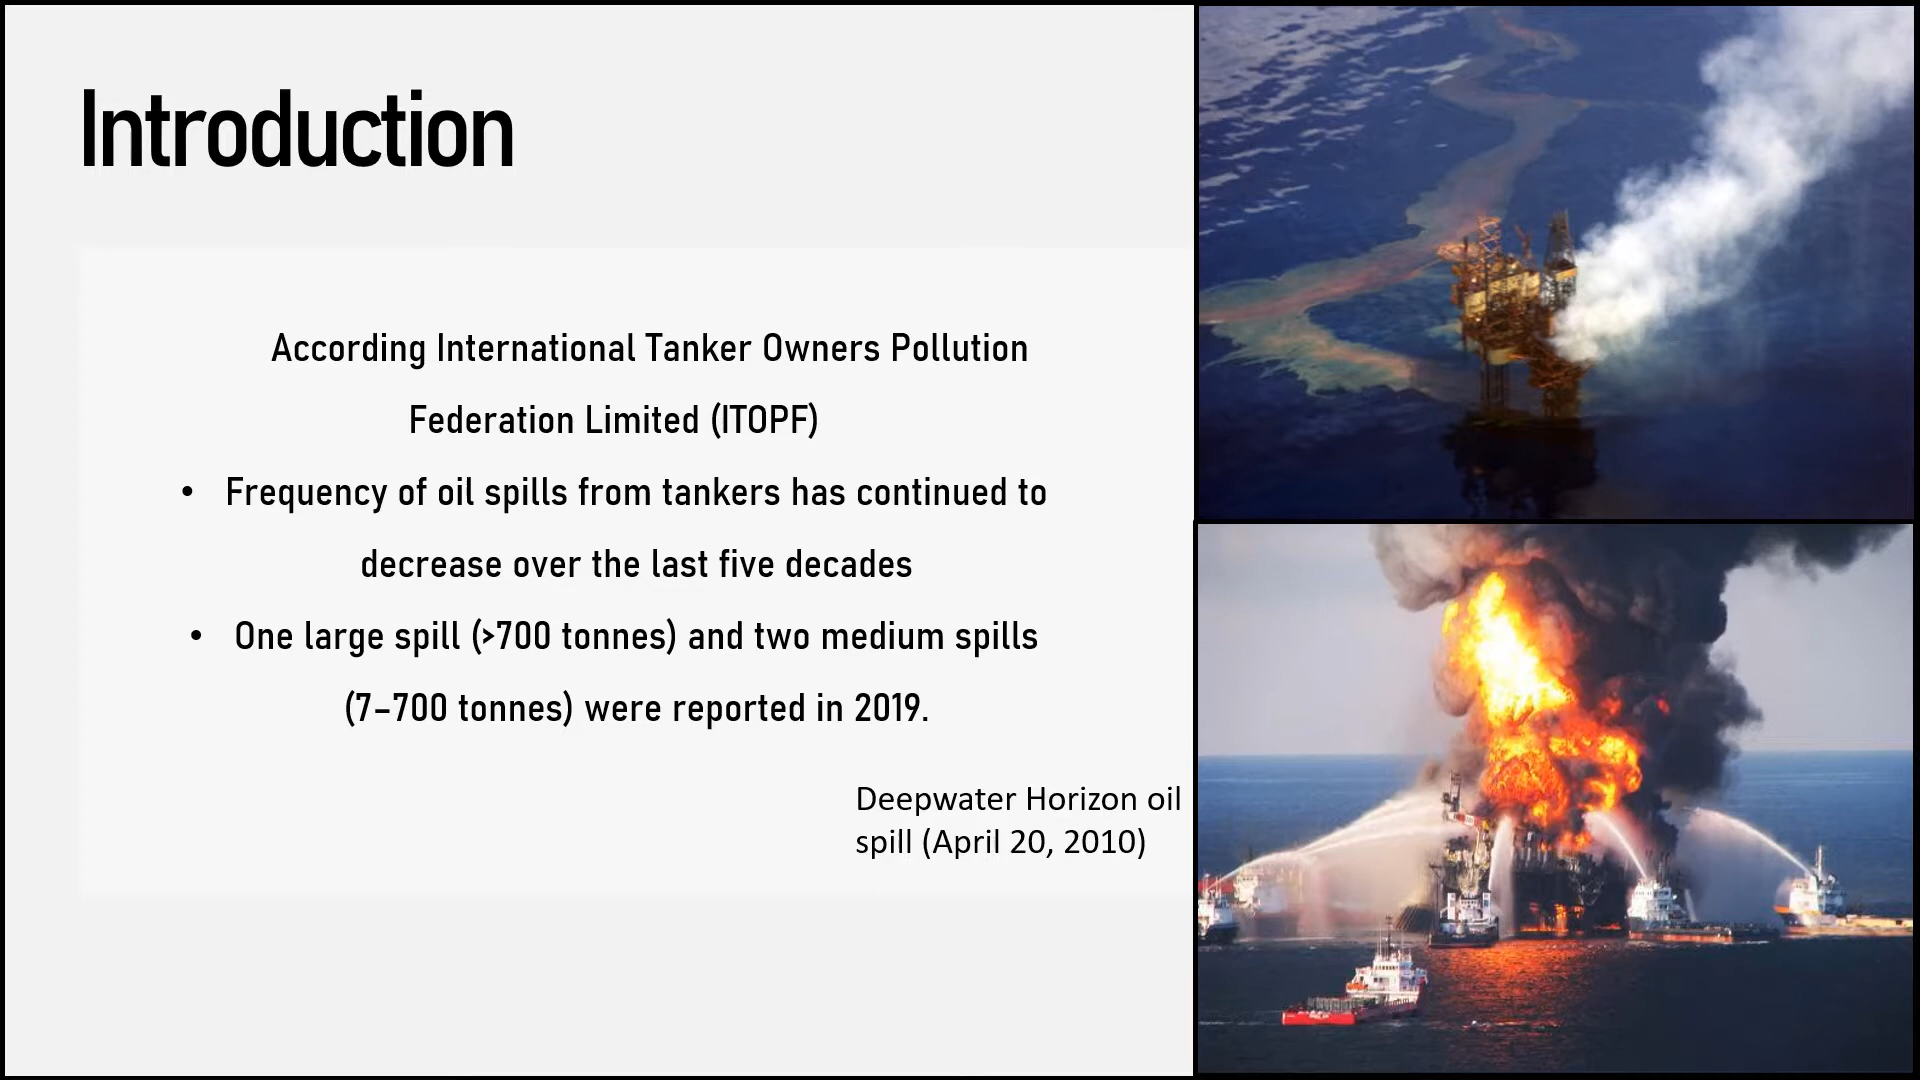 Introduction
According International Tanker Owners Pollution
Federation Limited (ITOPF)
• Frequency of oil spills from tankers has continued to
decrease over the last five decades
• One large spill (>700 tonnes) and two medium spills
(7–700 tonnes) were reported in 2019.
Deepwater Horizon oil
spill (April 20, 2010)